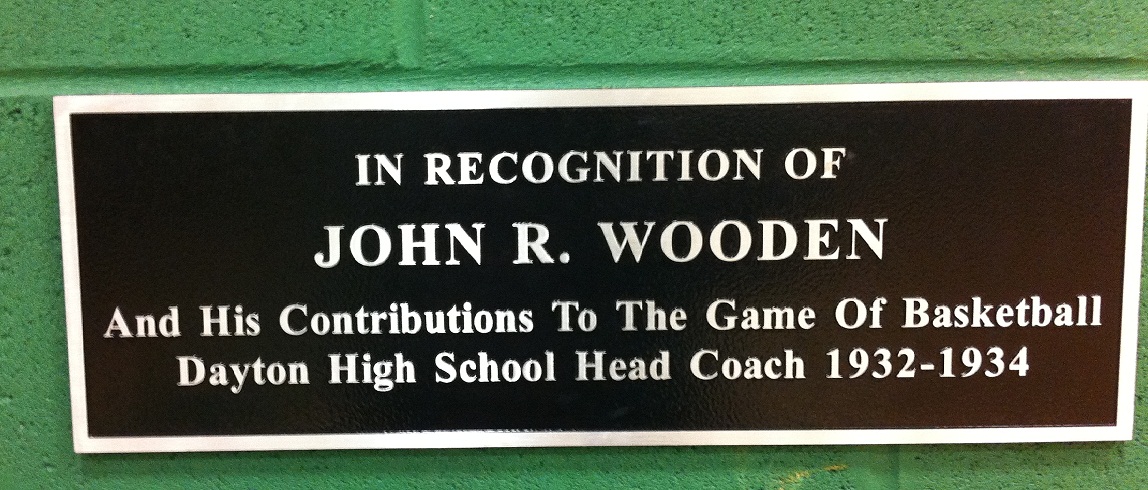 IN RECOGNITION OF
JOHN R. WOODEN
And His Contributions To The Game Of Basketball
Dayton High School Head Coach 1932-1934